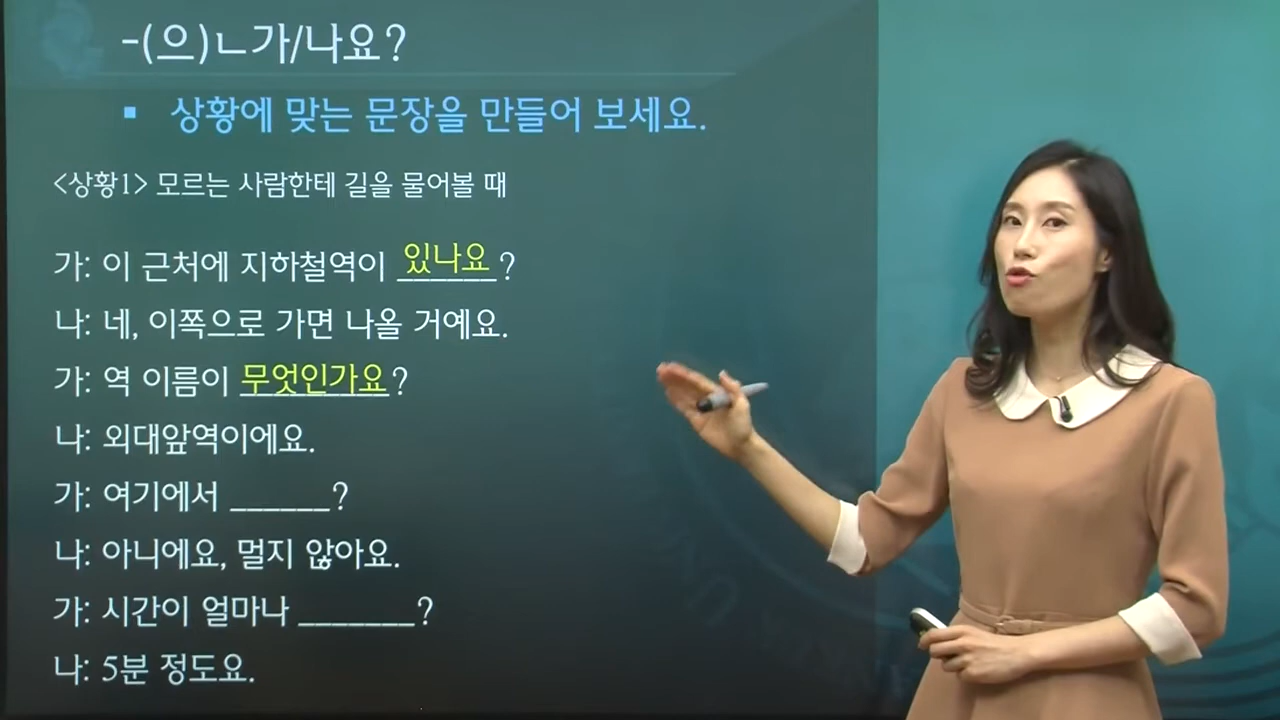 -(으)ㄴ가/나요?
▪ 상황에 맞는 문장을 만들어 보세요.
<상황1> 모르는 사람한테 길을 물어볼 때
가: 이 근처에 지하철역이 있나요?
나: 네, 이쪽으로 가면 나올 거예요.
가: 역 이름이 무엇인가요?
나: 외대앞역이에요.
가: 여기에서 ______?
나: 아니에요, 멀지 않아요.
가: 시간이 얼마나 _______?
나: 5분 정도요.